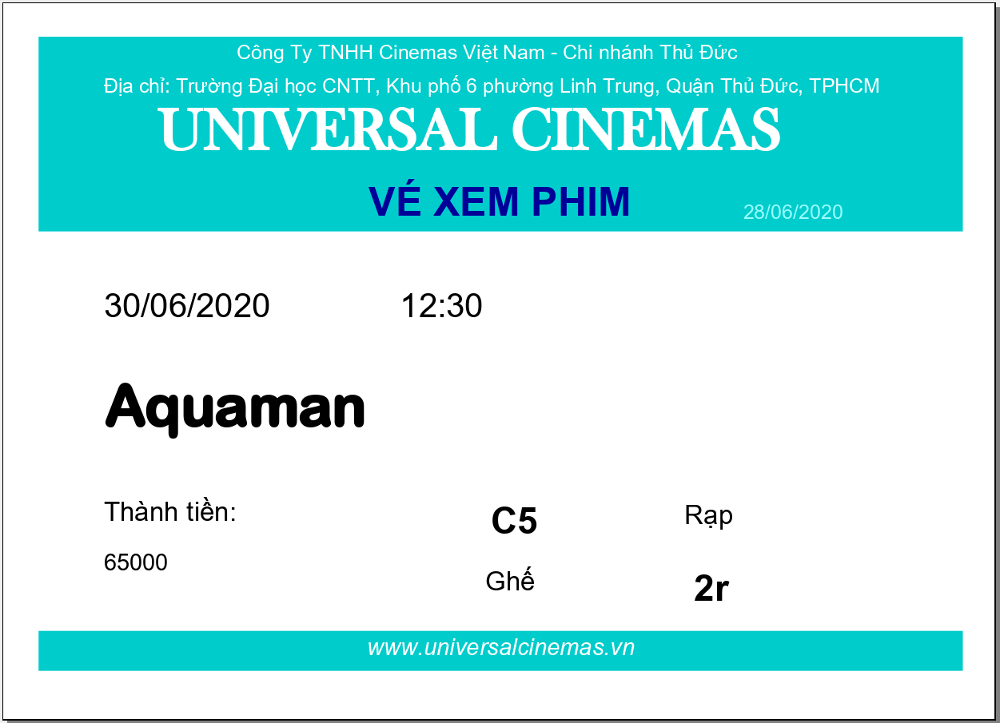 Công Ty TNHH Cinemas Việt Nam - Chi nhánh Thủ Đức
Địa chỉ: Trường Đại học CNTT, Khu phố 6 phường Linh Trung, Quận Thủ Đức, TPHCM
UNIVERSAL CINEMAS
VÉ XEM PHIM
28/06/2020
30/06/2020 12:30
Aquaman
Thành tiền:
65000
C5
Ghế
Rạp
2r
www.universalcinemas.vn